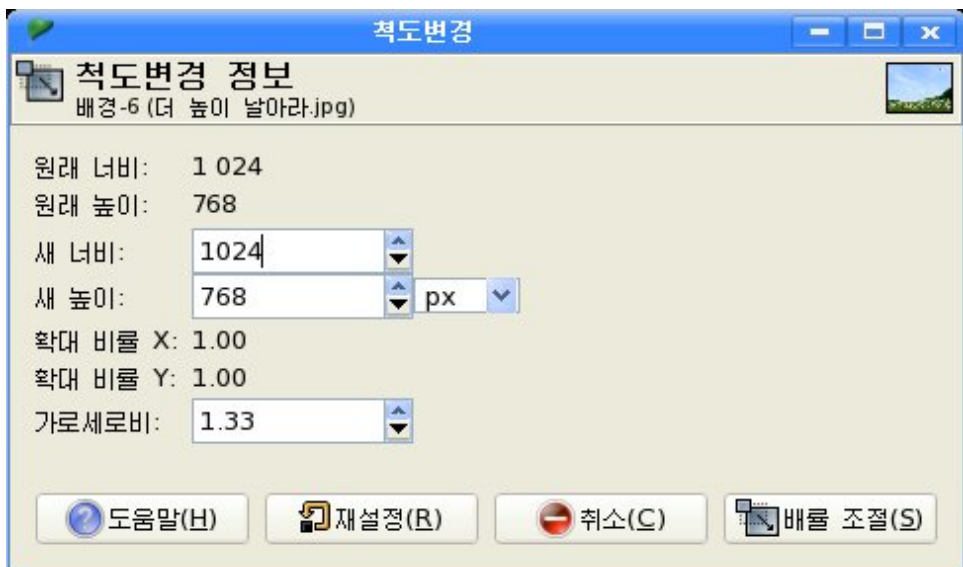 척도변경
척도변경 정보
배경-6 (더 높이 날아라.jpg)
원래 너비: 1 024
원래 높이: 768
새 너비: 1024
새 높이: 768 px
확대 비률 X: 1.00
확대 비률 Y: 1.00
가로세로비: 1.33
도움말(H) 재설정(R) 취소(C) 배률 조절(S)